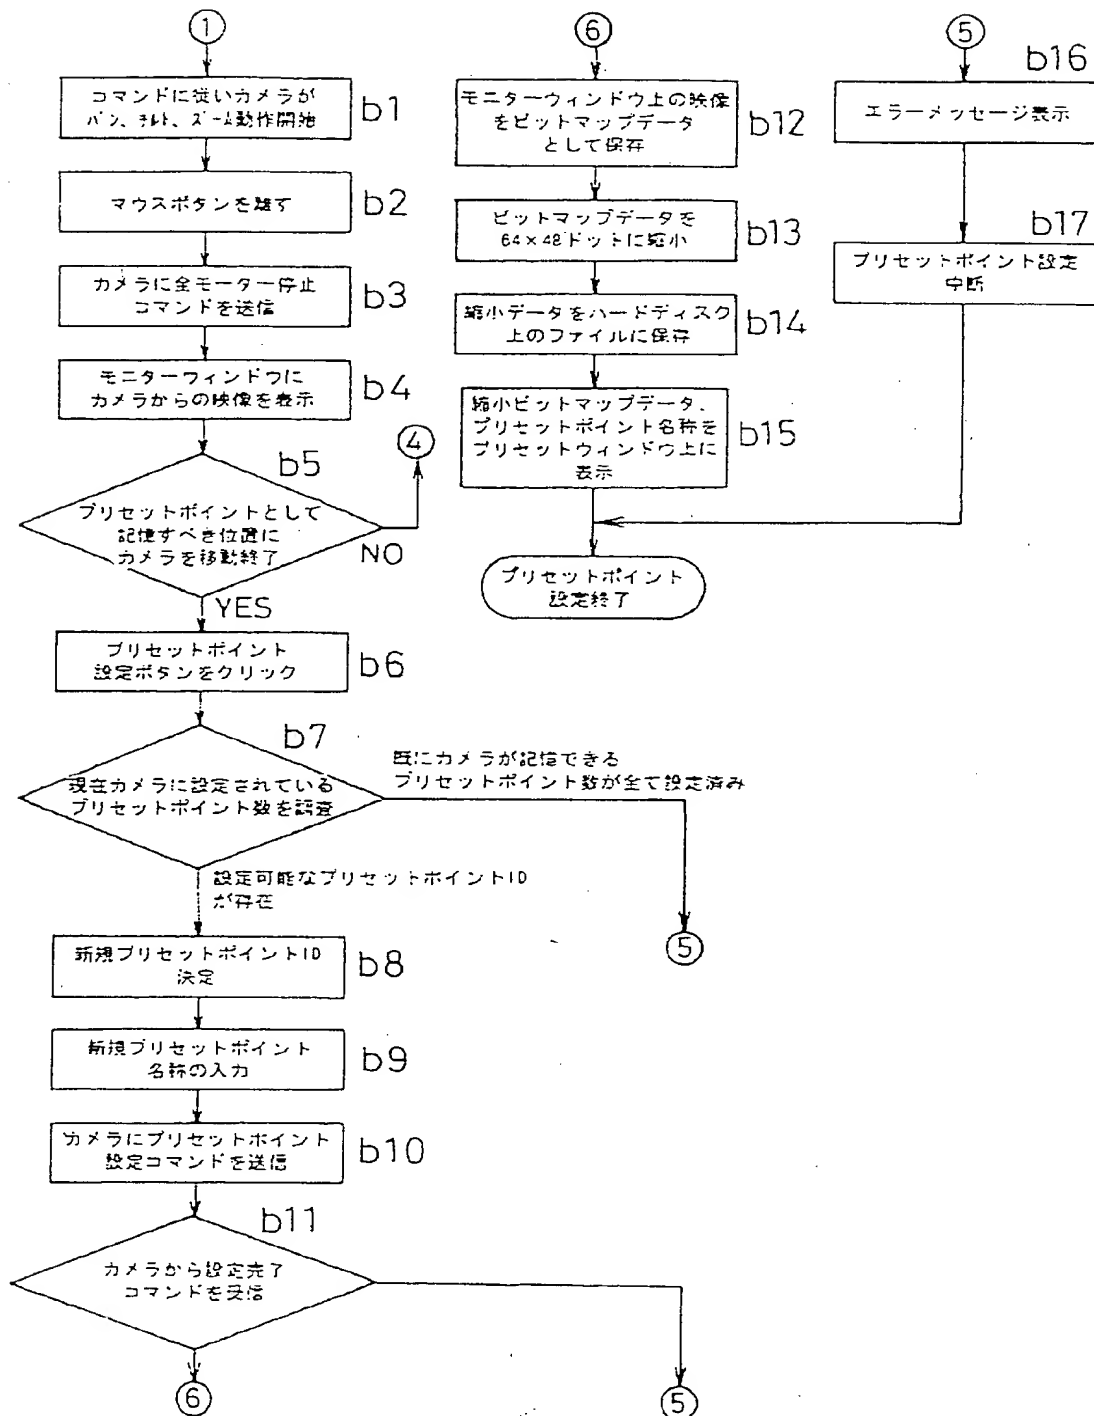 ①
コマンドに従いカメラが
パン、チルト、ズーム動作開始
b1
マウスボタンを離す
b2
カメラに全モーター停止
コマンドを送信
b3
モニターウィンドウに
カメラからの映像を表示
b4
④
b5
プリセットポイントとして
記憶すべき位置に
カメラを移動終了
NO
YES
プリセットポイント
設定ボタンをクリック
b6
b7
現在カメラに設定されている
プリセットポイント数を調査
既にカメラが記憶できる
プリセットポイント数が全て設定済み
設定可能なプリセットポイントID
が存在
⑤
新規プリセットポイントID
決定
b8
新規プリセットポイント
名称の入力
b9
カメラにプリセットポイント
設定コマンドを送信
b10
b11
カメラから設定完了
コマンドを受信
⑥
⑤
⑥
モニターウィンドウ上の映像
をビットマップデータ
として保存
b12
ビットマップデータを
64×48ドットに縮小
b13
縮小データをハードディスク
上のファイルに保存
b14
縮小ビットマップデータ、
プリセットポイント名称を
プリセットウィンドウ上に
表示
b15
プリセットポイント
設定終了
⑤
b16
エラーメッセージ表示
b17
プリセットポイント設定
中断